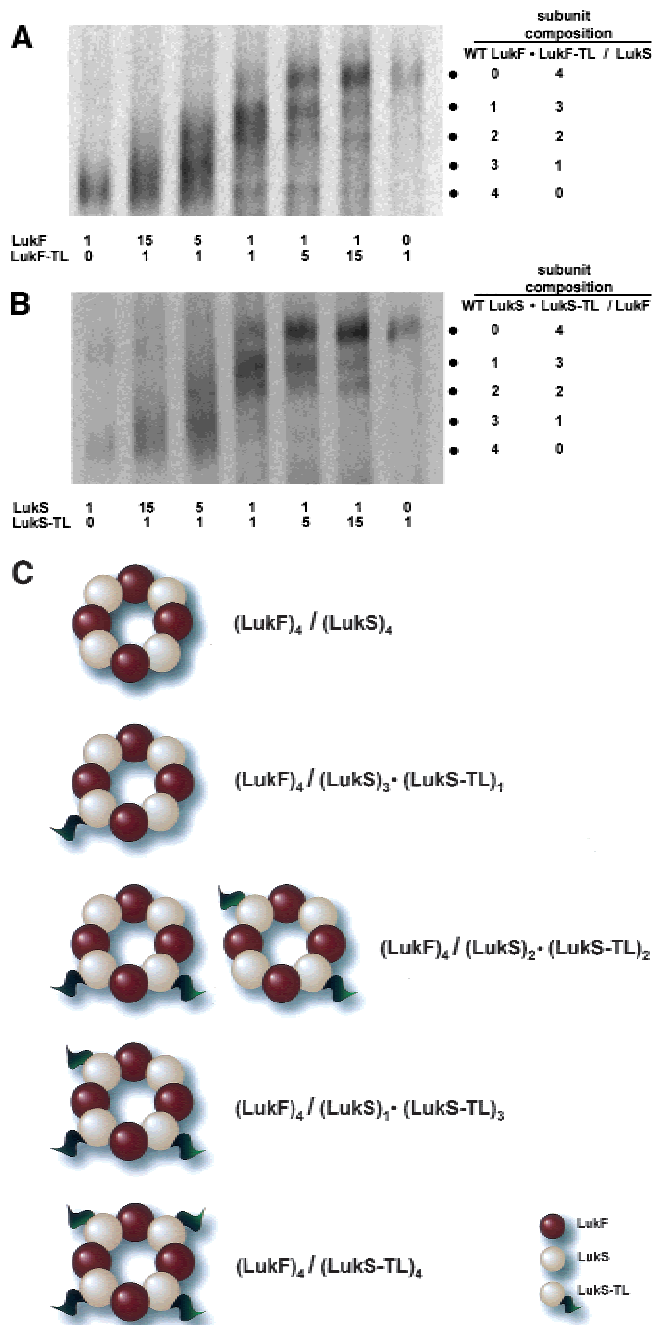 A
subunit
composition
WT LukF • LukF-TL / LukS
• 0 4
• 1 3
• 2 2
• 3 1
• 4 0
LukF 1 15 5 1 1 1 0
LukF-TL 0 1 1 1 5 15 1
B
subunit
composition
WT LukS • LukS-TL / LukF
• 0 4
• 1 3
• 2 2
• 3 1
• 4 0
LukS 1 15 5 1 1 1 0
LukS-TL 0 1 1 1 5 15 1
C
(LukF)4 / (LukS)4
(LukF)4 / (LukS)3• (LukS-TL)1
(LukF)4 / (LukS)2• (LukS-TL)2
(LukF)4 / (LukS)1• (LukS-TL)3
(LukF)4 / (LukS-TL)4
LukF
LukS
LukS-TL